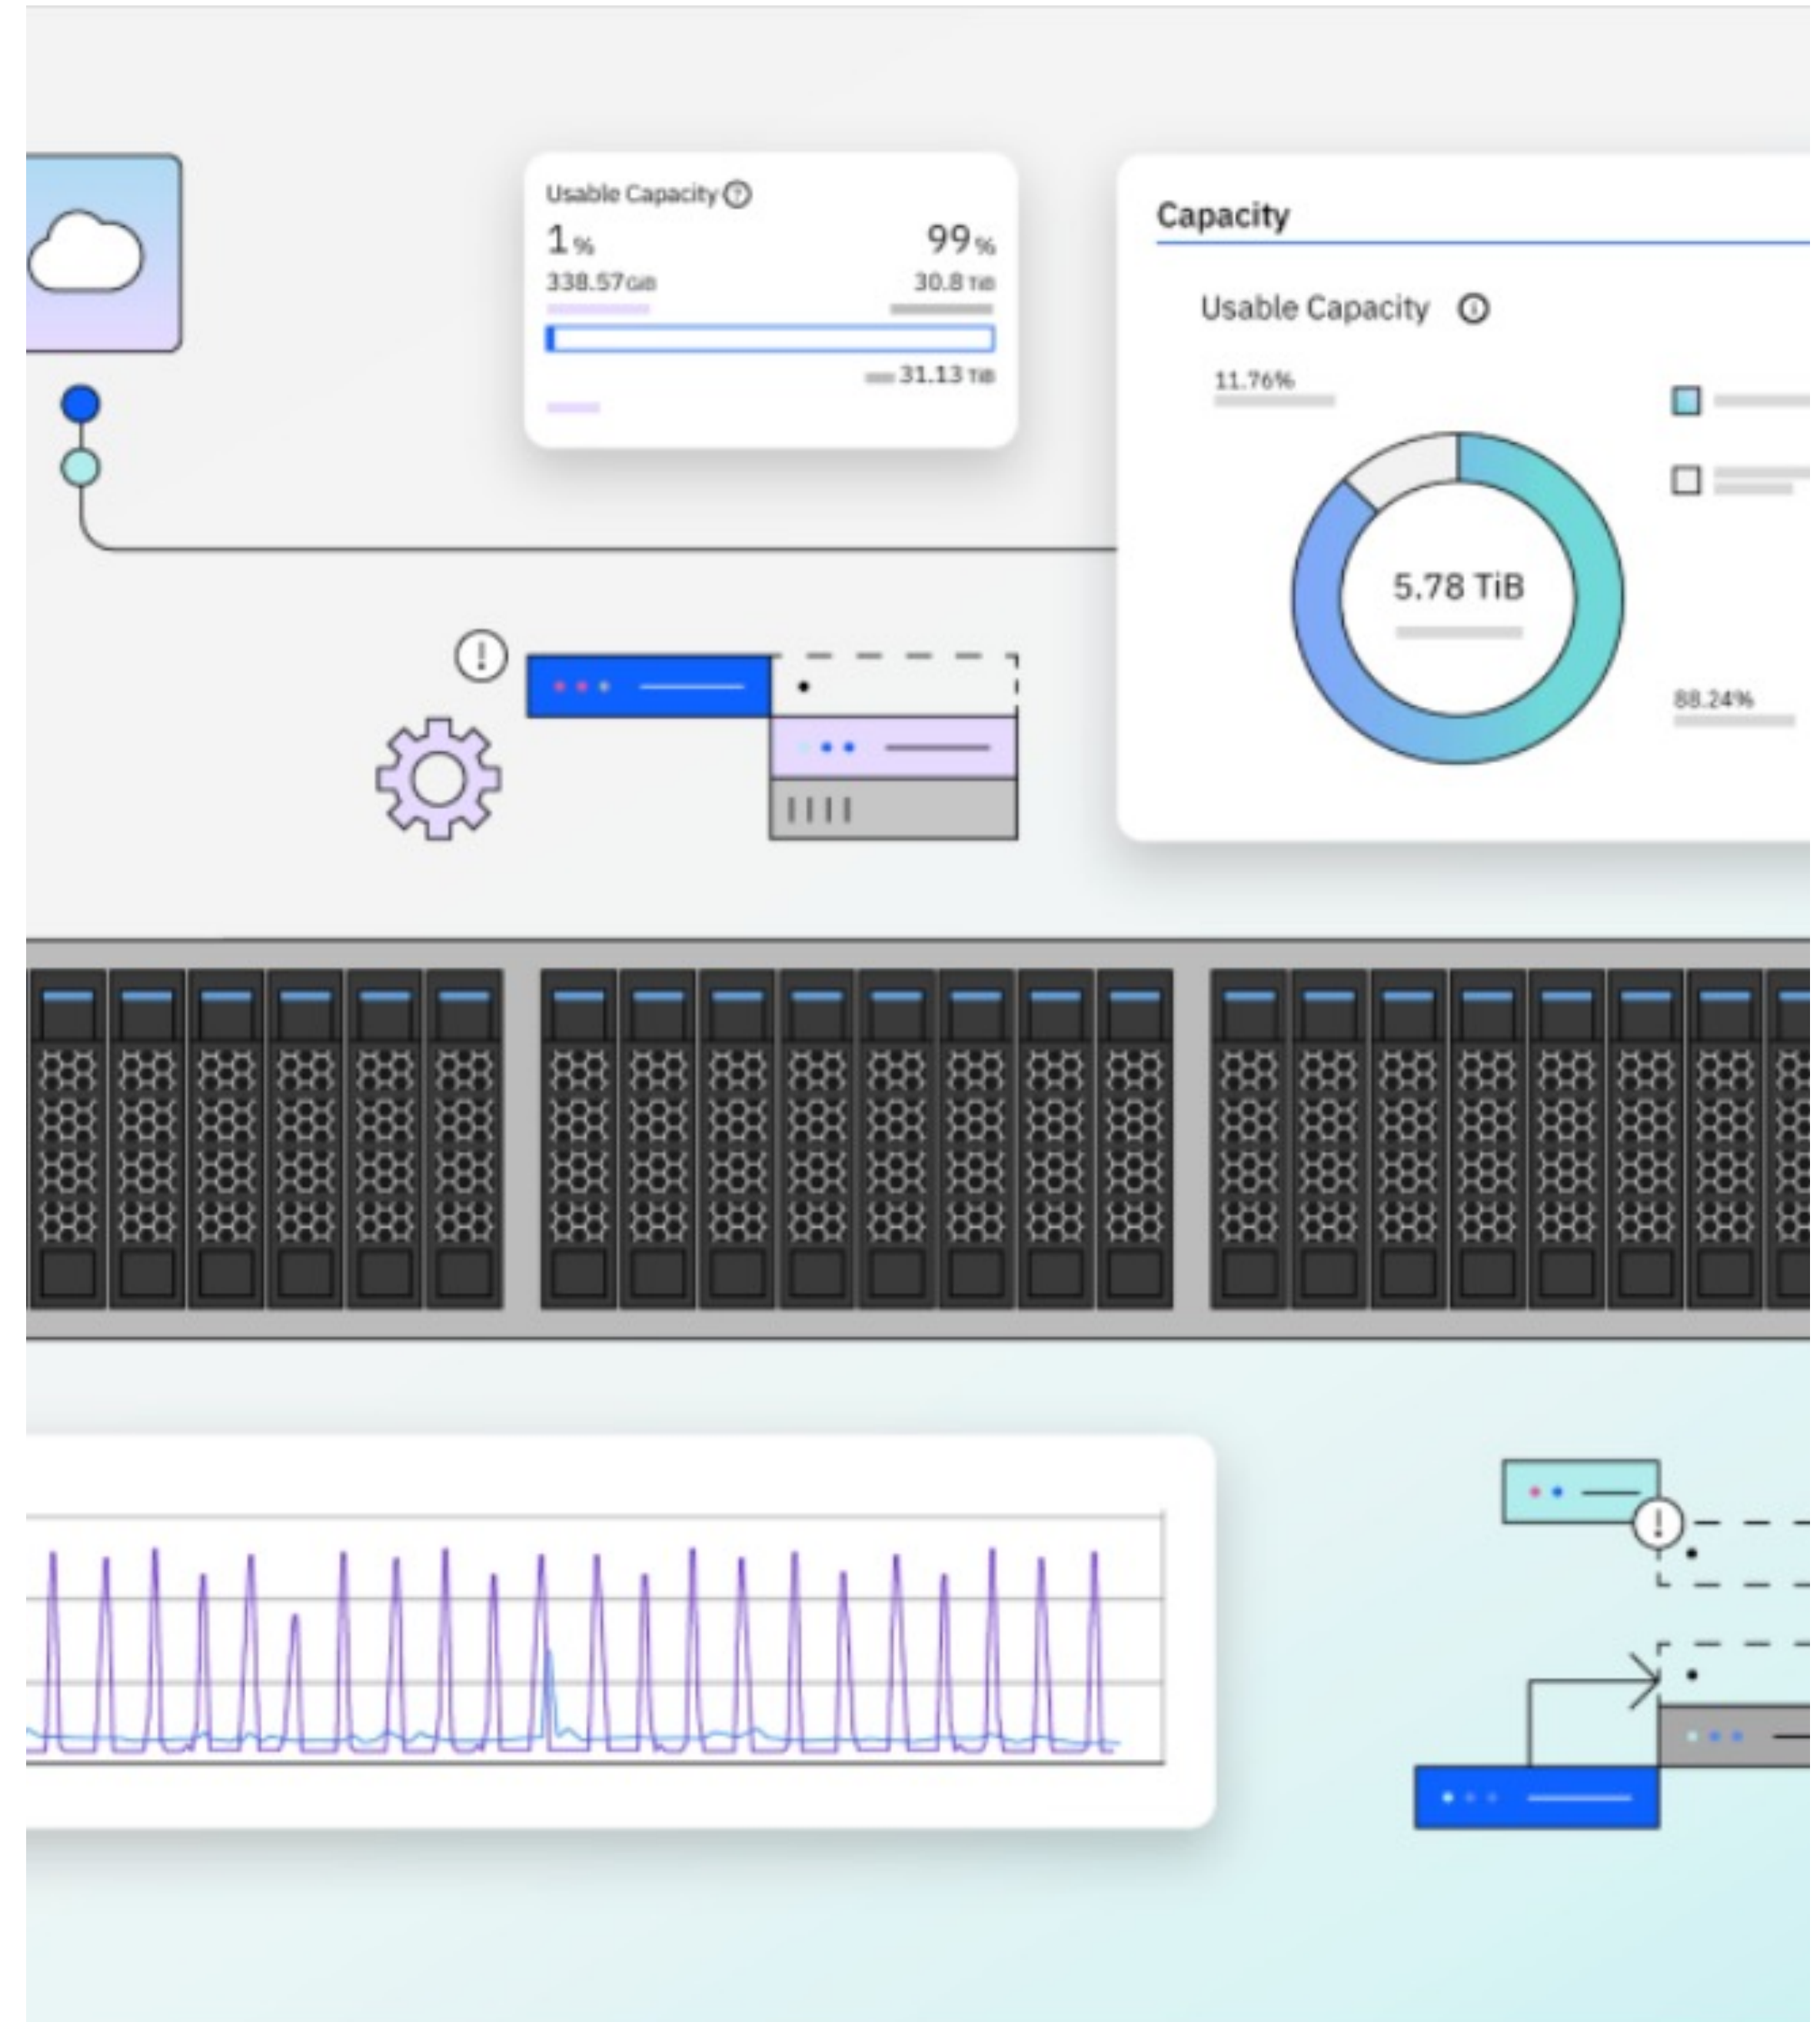 Usable Capacity
1% 99%
338.57GiB 30.8 TiB
31.13 TiB
Capacity
Usable Capacity
11.76%
5.78 TiB
88.24%